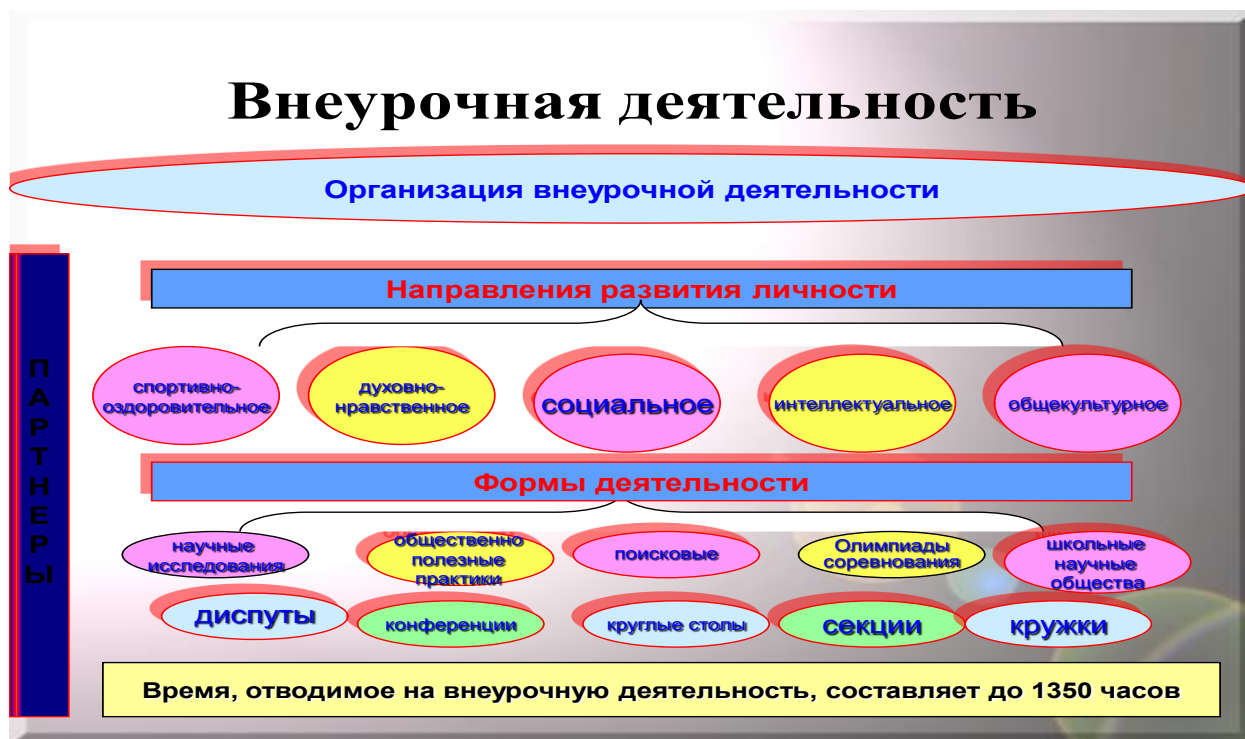 Внеурочная деятельность
Организация внеурочной деятельности
ПАРТНЕРЫ
Направления развития личности
спортивно-
оздоровительное
духовно-
нравственное
социальное
интеллектуальное
общекультурное
Формы деятельности
научные
исследования
общественно
полезные
практики
поисковые
Олимпиады
соревнования
школьные
научные
общества
диспуты
конференции
круглые столы
секции
кружки
Время, отводимое на внеурочную деятельность, составляет до 1350 часов